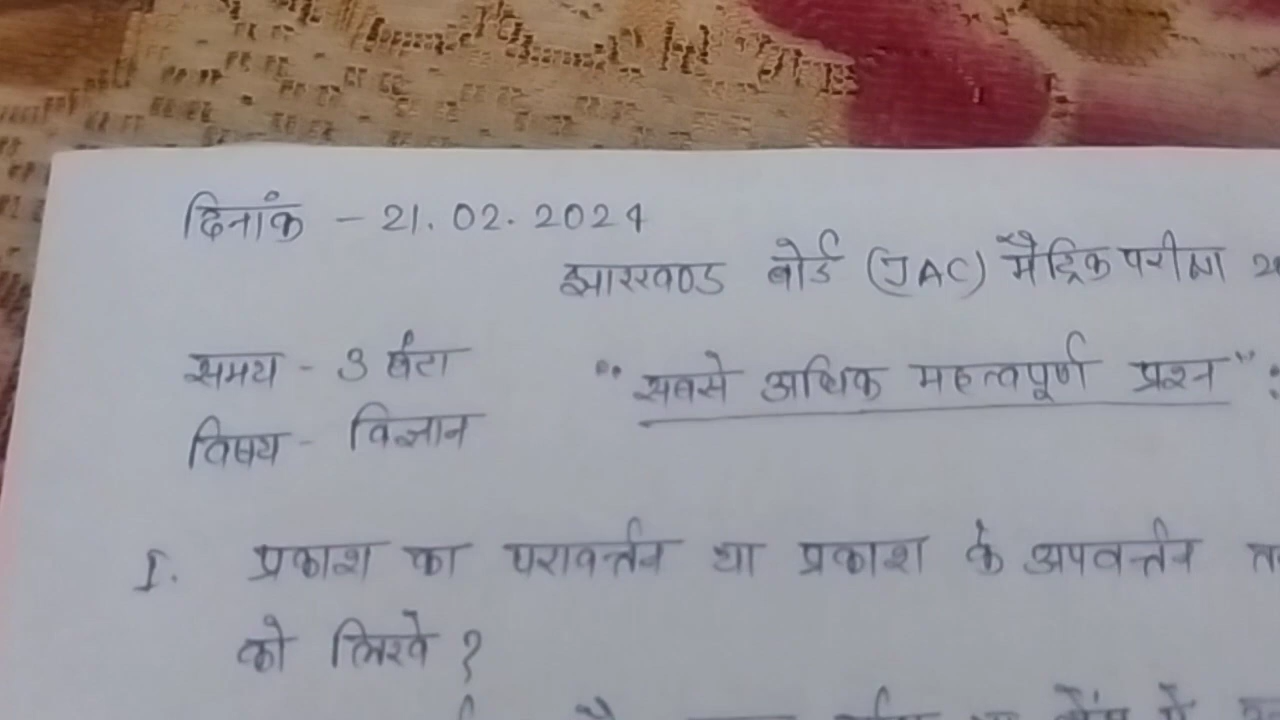 दिनांक - 21.02.2024
झारखण्ड बोर्ड (JAC) मैट्रिक परीक्षा
समय - 3 घंटा
"सबसे अधिक महत्वपूर्ण प्रश्न" :
विषय - विज्ञान
I. प्रकाश का परावर्त्तन या प्रकाश के अपवर्त्तन
को लिखे ?